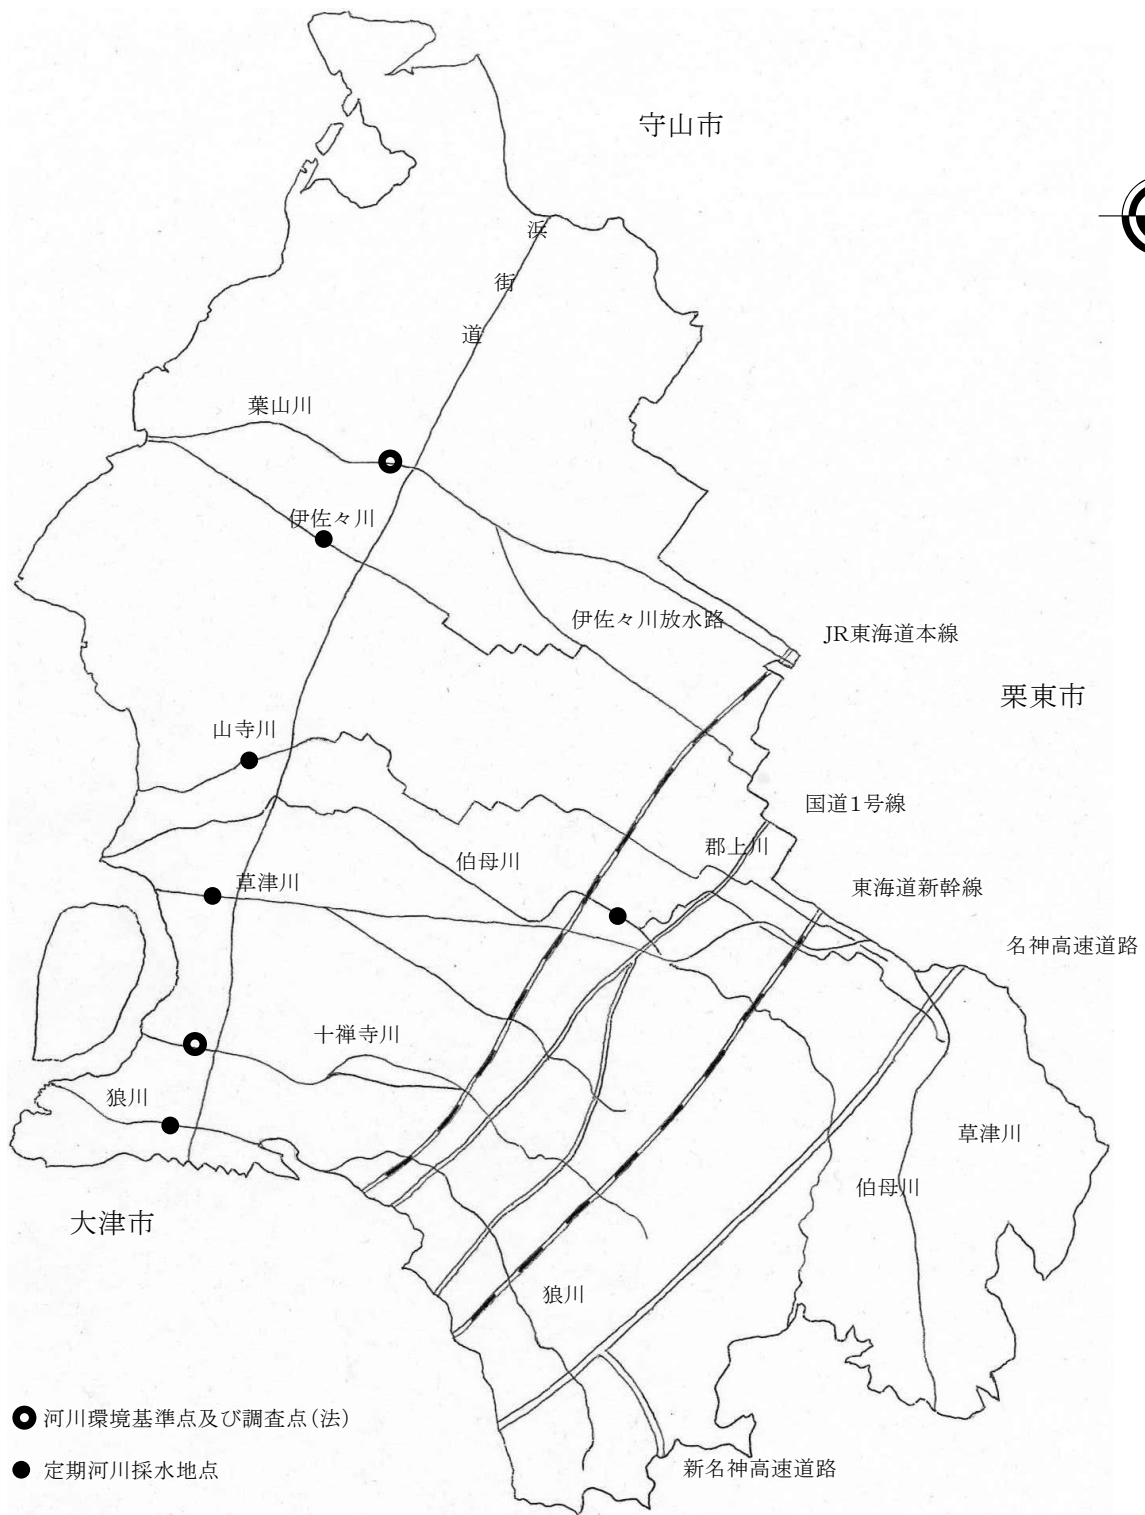 守山市
浜街道
葉山川
伊佐々川
伊佐々川放水路
JR東海道本線
栗東市
山寺川
国道1号線
郡上川
伯母川
草津川
東海道新幹線
名神高速道路
十禅寺川
狼川
草津川
伯母川
大津市
狼川
河川環境基準点及び調査点(法)
定期河川採水地点
新名神高速道路